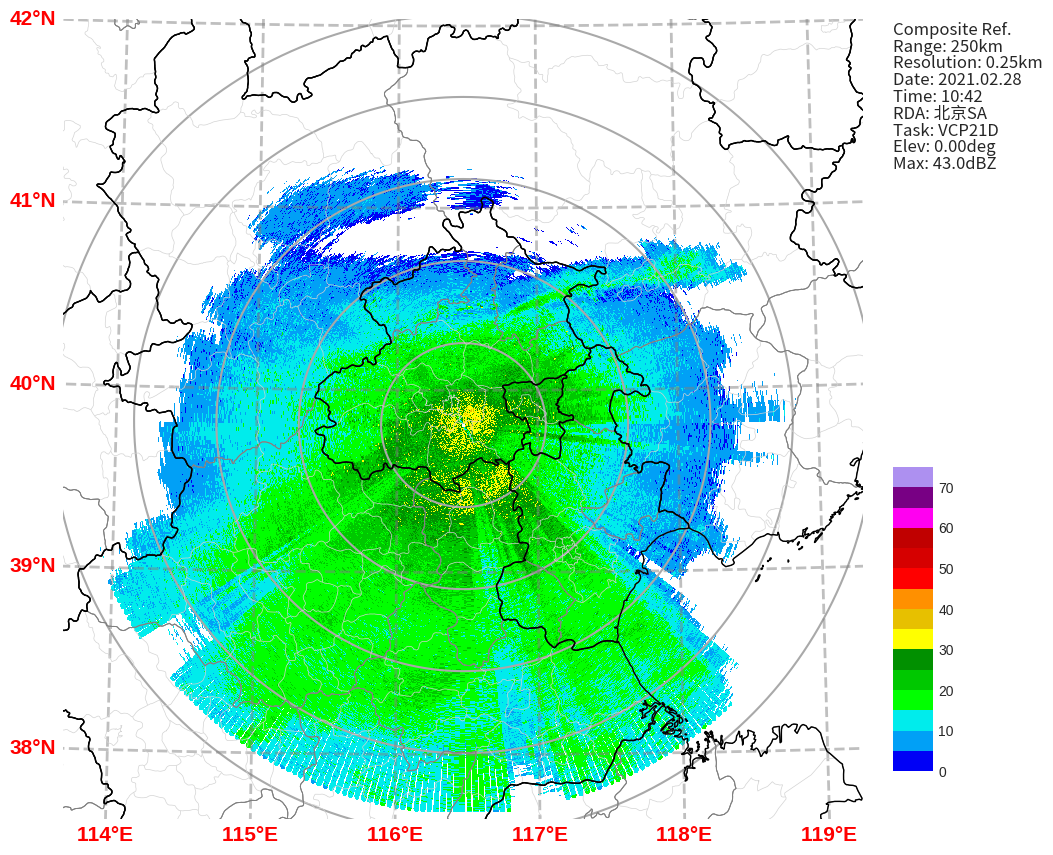 42°N
41°N
40°N
39°N
38°N
114°E 115°E 116°E 117°E 118°E 119°E
Composite Ref.
Range: 250km
Resolution: 0.25km
Date: 2021.02.28
Time: 10:42
RDA: 北京SA
Task: VCP21D
Elev: 0.00deg
Max: 43.0dBZ
70
60
50
40
30
20
10
0